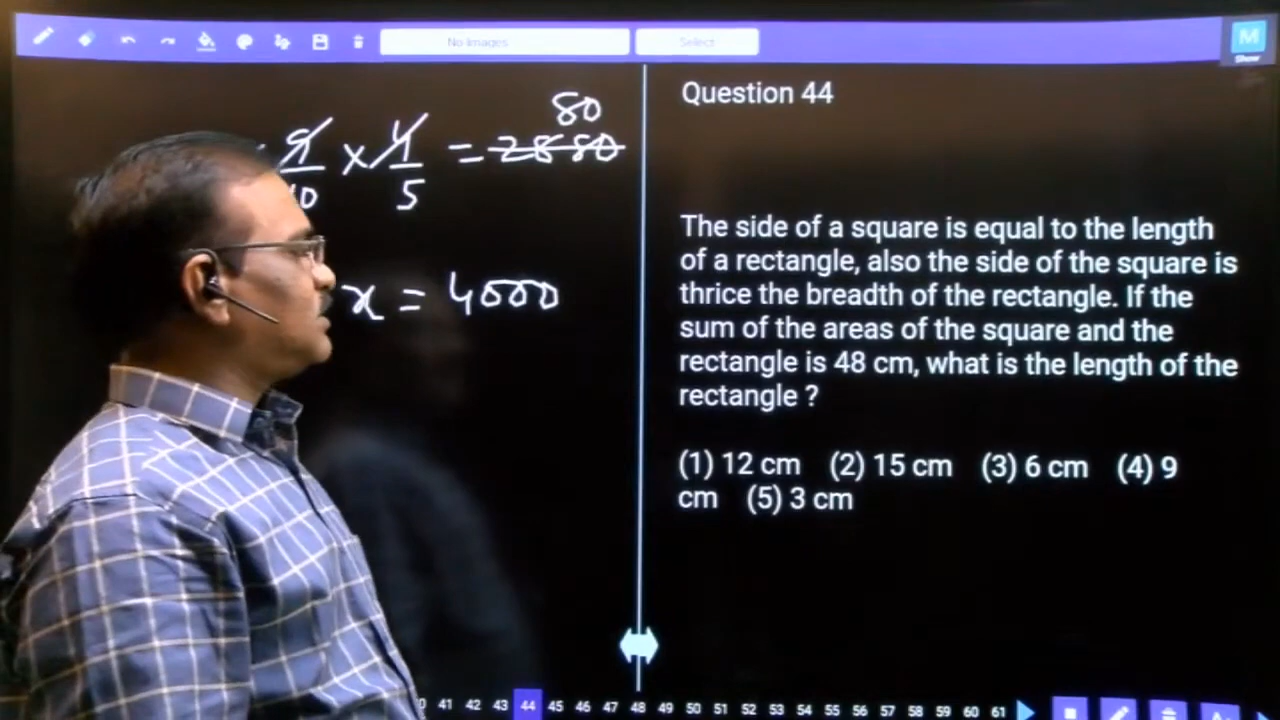 No Images
Select
M
Show
80
9/10 × 4/5 = 2880
x = 4000
Question 44
The side of a square is equal to the length
of a rectangle, also the side of the square is
thrice the breadth of the rectangle. If the
sum of the areas of the square and the
rectangle is 48 cm, what is the length of the
rectangle ?
(1) 12 cm (2) 15 cm (3) 6 cm (4) 9
cm (5) 3 cm
41 42 43 44 45 46 47 48 49 50 51 52 53 54 55 56 57 58 59 60 61